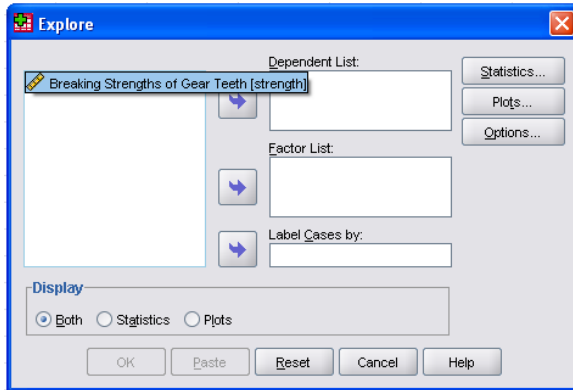 Explore
Dependent List:
Breaking Strengths of Gear Teeth [strength]
Statistics...
Plots...
Options...
Factor List:
Label Cases by:
Display
Both Statistics Plots
OK Paste Reset Cancel Help